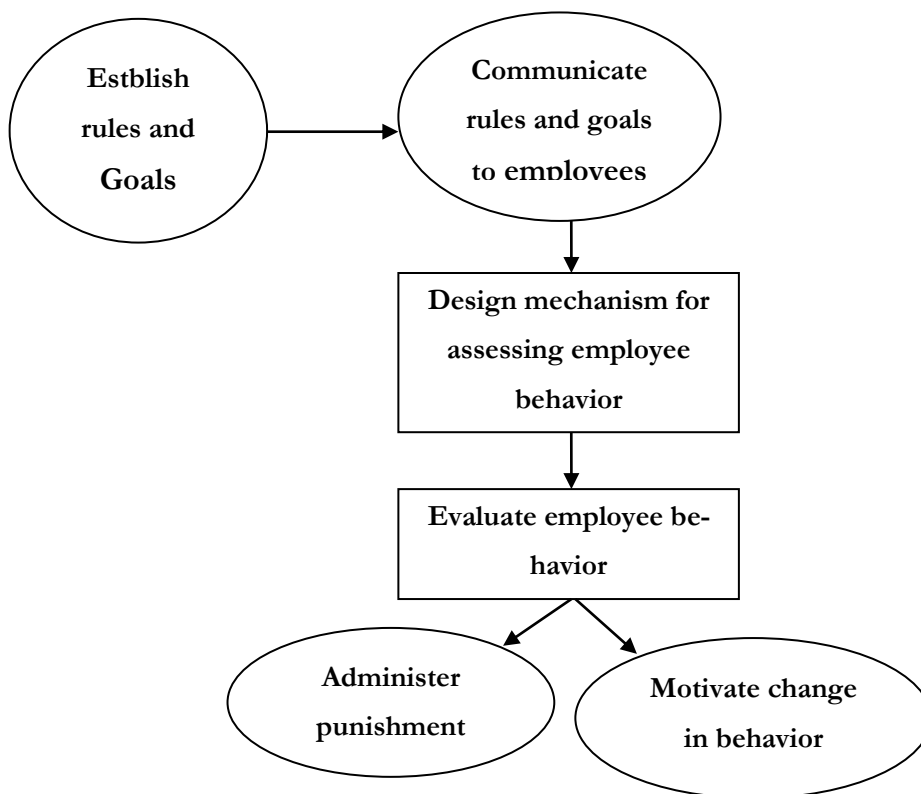 Estblish
rules and
Goals
Communicate
rules and goals
to employees
Design mechanism for
assessing employee
behavior
Evaluate employee be-
havior
Administer
punishment
Motivate change
in behavior